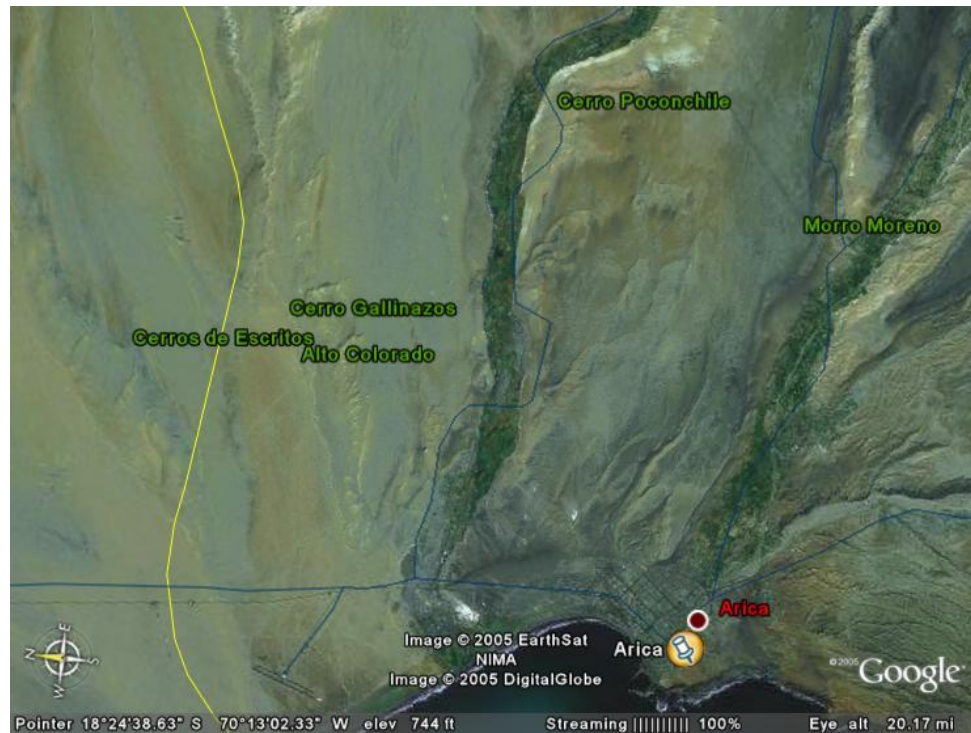 Cerro Poconchile
Morro Moreno
Cerro Gallinazos
Cerros de Escritos
Alto Colorado
Arica
Arica
Image © 2005 EarthSat
NIMA
Image © 2005 DigitalGlobe
N
E
S
W
© 2005 Google™
Pointer 18°24'38.63" S 70°13'02.33" W elev 744 ft Streaming |||||||||| 100% Eye alt 20.17 mi